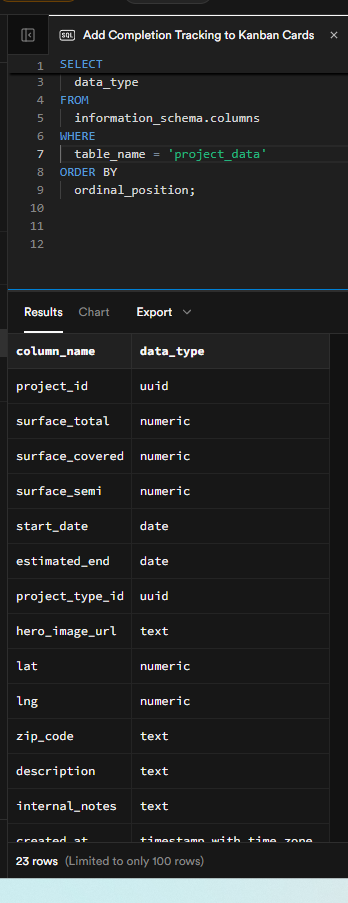 SQL Add Completion Tracking to Kanban Cards ×
1 SELECT
3 data_type
4 FROM
5 information_schema.columns
6 WHERE
7 table_name = 'project_data'
8 ORDER BY
9 ordinal_position;
10
11
12
Results Chart Export
column_name data_type
project_id uuid
surface_total numeric
surface_covered numeric
surface_semi numeric
start_date date
estimated_end date
project_type_id uuid
hero_image_url text
lat numeric
lng numeric
zip_code text
description text
internal_notes text
created_at timestamp with time zone
23 rows (Limited to only 100 rows)